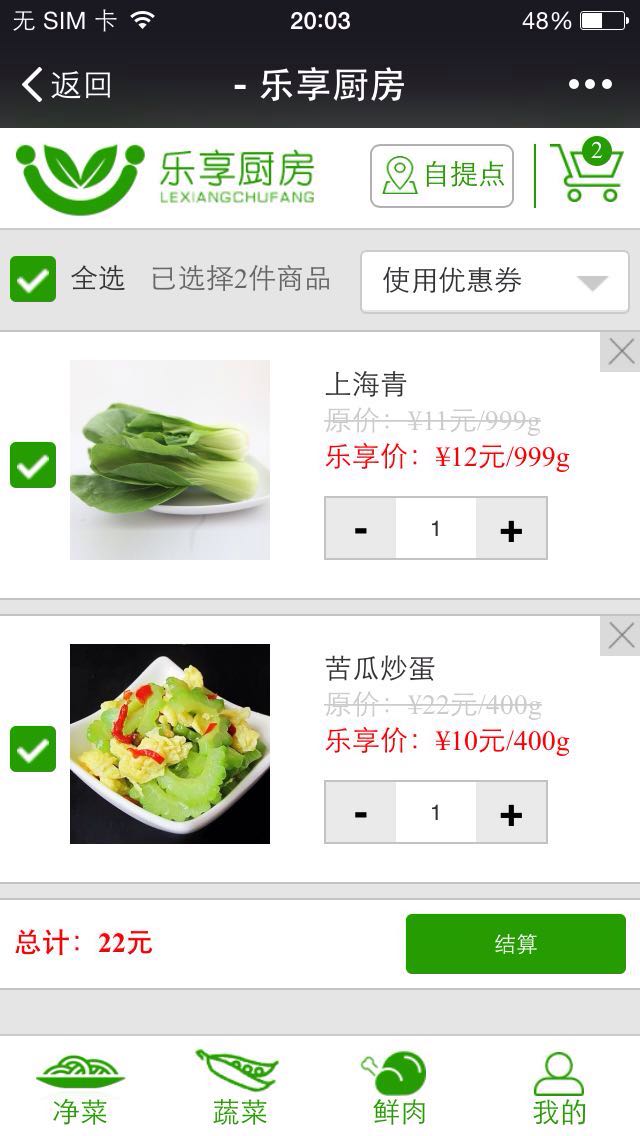 无 SIM 卡 20:03 48%
返回 - 乐享厨房
乐享厨房
LEXIANGCHUFANG
自提点
2
全选 已选择2件商品 使用优惠券
上海青
原价：¥11元/999g
乐享价：¥12元/999g
- 1 +
苦瓜炒蛋
原价：¥22元/400g
乐享价：¥10元/400g
- 1 +
总计：22元 结算
净菜 蔬菜 鲜肉 我的